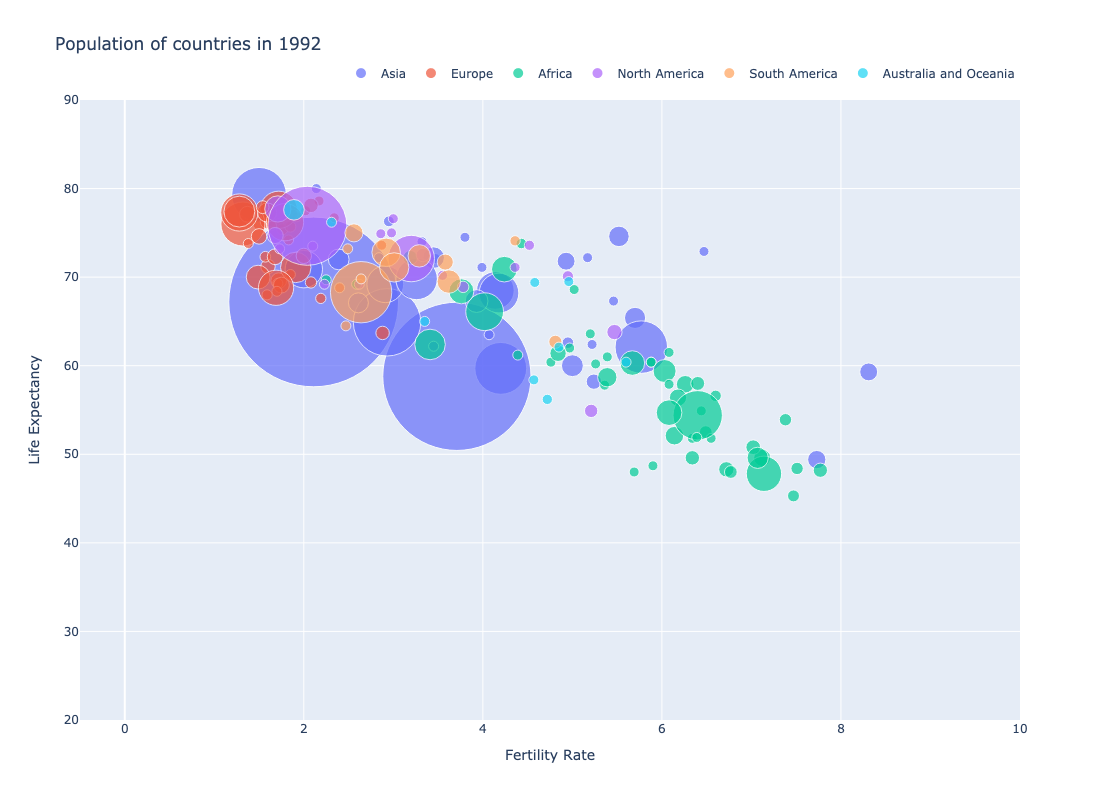 Population of countries in 1992
Asia Europe Africa North America South America Australia and Oceania
90
80
70
60
50
40
30
20
Life Expectancy
0 2 4 6 8 10
Fertility Rate